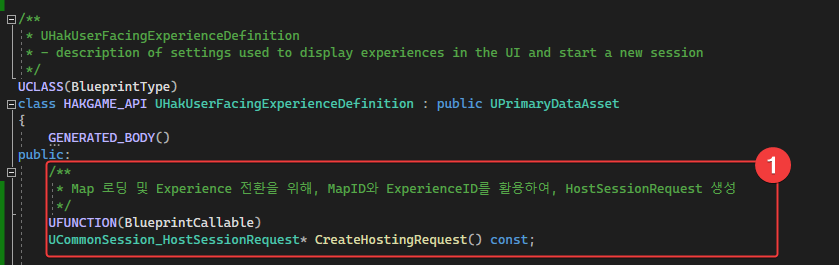 /**
* UHakUserFacingExperienceDefinition
* - description of settings used to display experiences in the UI and start a new session
*/
UCLASS(BlueprintType)
class HAKGAME_API UHakUserFacingExperienceDefinition : public UPrimaryDataAsset
{
GENERATED_BODY()
public:
1
/**
* Map 로딩 및 Experience 전환을 위해, MapID와 ExperienceID를 활용하여, HostSessionRequest 생성
*/
UFUNCTION(BlueprintCallable)
UCommonSession_HostSessionRequest* CreateHostingRequest() const;